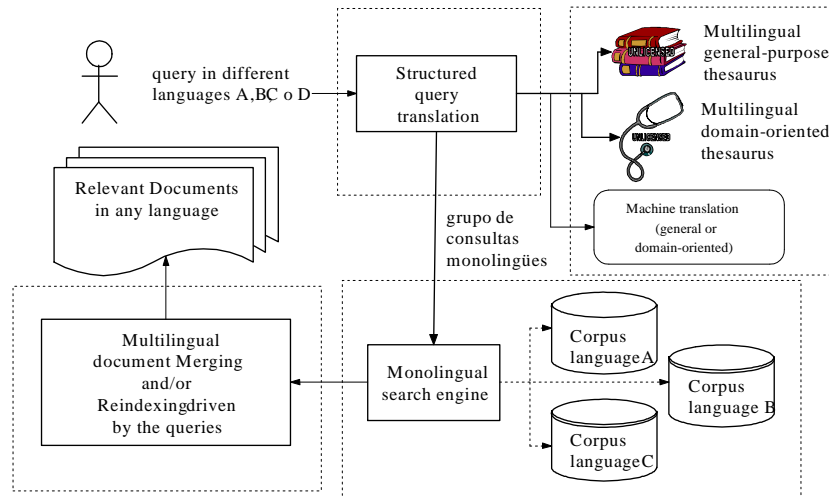 query in different
languages A,B,C o D
Structured
query
translation
Multilingual
general-purpose
thesaurus
UNLICENSED
Multilingual
domain-oriented
thesaurus
UNLICENSED
Machine translation
(general or
domain-oriented)
Relevant Documents
in any language
grupo de
consultas
monolingües
Multilingual
document Merging
and/or
Reindexingdriven
by the queries
Monolingual
search engine
Corpus
languageA
Corpus
language B
Corpus
languageC